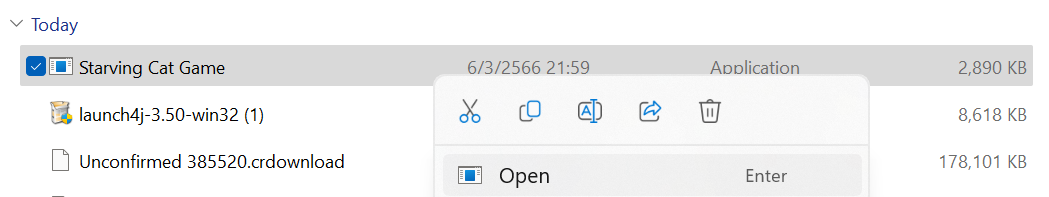 Today
Starving Cat Game 6/3/2566 21:59 Application 2,890 KB
launch4j-3.50-win32 (1) 8,618 KB
Unconfirmed 385520.crdownload 178,101 KB
Open Enter